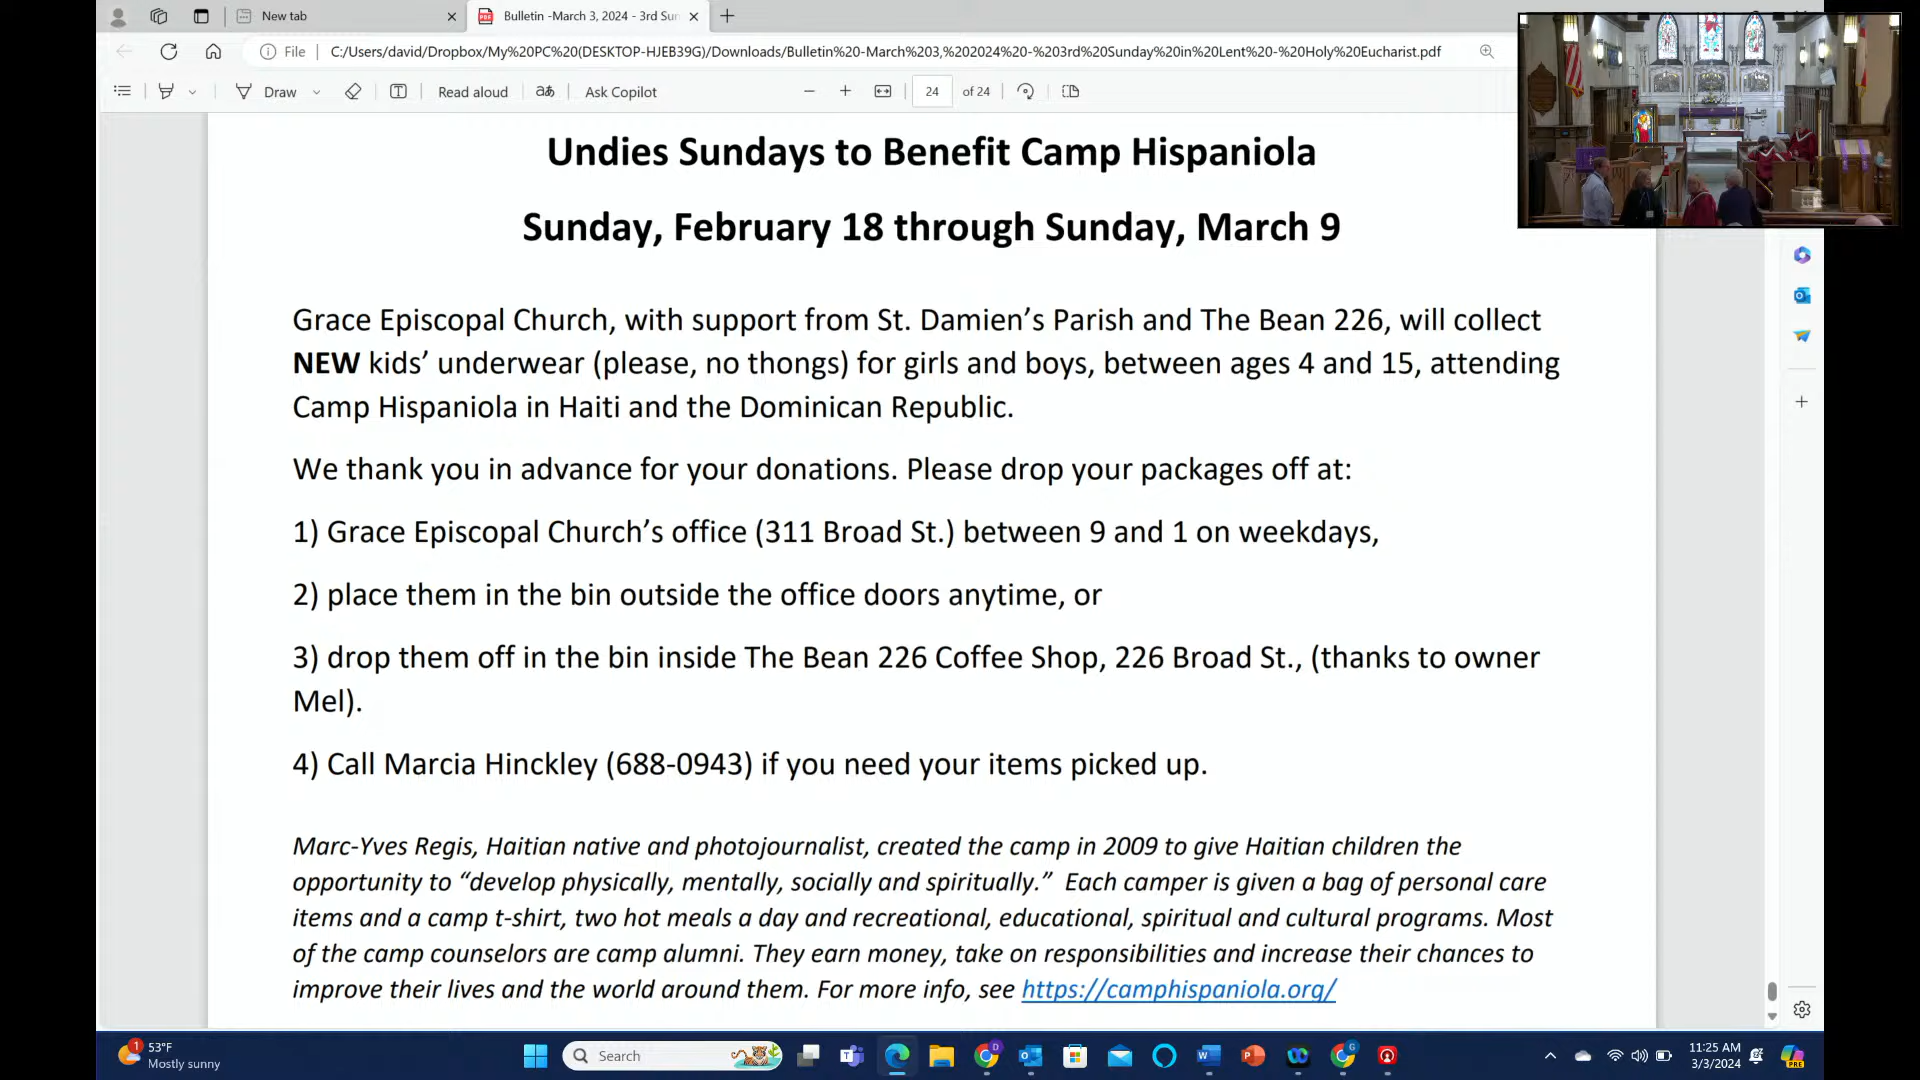 New tab
Bulletin -March 3, 2024 - 3rd Sun
File
C:/Users/david/Dropbox/My%20PC%20(DESKTOP-HJEB39G)/Downloads/Bulletin%20-March%203,%202024%20-%203rd%20Sunday%20in%20Lent%20-%20Holy%20Eucharist.pdf
Draw
Read aloud
Ask Copilot
24 of 24
Undies Sundays to Benefit Camp Hispaniola
Sunday, February 18 through Sunday, March 9
Grace Episcopal Church, with support from St. Damien’s Parish and The Bean 226, will collect
NEW kids’ underwear (please, no thongs) for girls and boys, between ages 4 and 15, attending
Camp Hispaniola in Haiti and the Dominican Republic.
We thank you in advance for your donations. Please drop your packages off at:
1) Grace Episcopal Church’s office (311 Broad St.) between 9 and 1 on weekdays,
2) place them in the bin outside the office doors anytime, or
3) drop them off in the bin inside The Bean 226 Coffee Shop, 226 Broad St., (thanks to owner
Mel).
4) Call Marcia Hinckley (688-0943) if you need your items picked up.
Marc-Yves Regis, Haitian native and photojournalist, created the camp in 2009 to give Haitian children the
opportunity to “develop physically, mentally, socially and spiritually.” Each camper is given a bag of personal care
items and a camp t-shirt, two hot meals a day and recreational, educational, spiritual and cultural programs. Most
of the camp counselors are camp alumni. They earn money, take on responsibilities and increase their chances to
improve their lives and the world around them. For more info, see https://camphispaniola.org/
1
53°F
Mostly sunny
Search
11:25 AM
3/3/2024